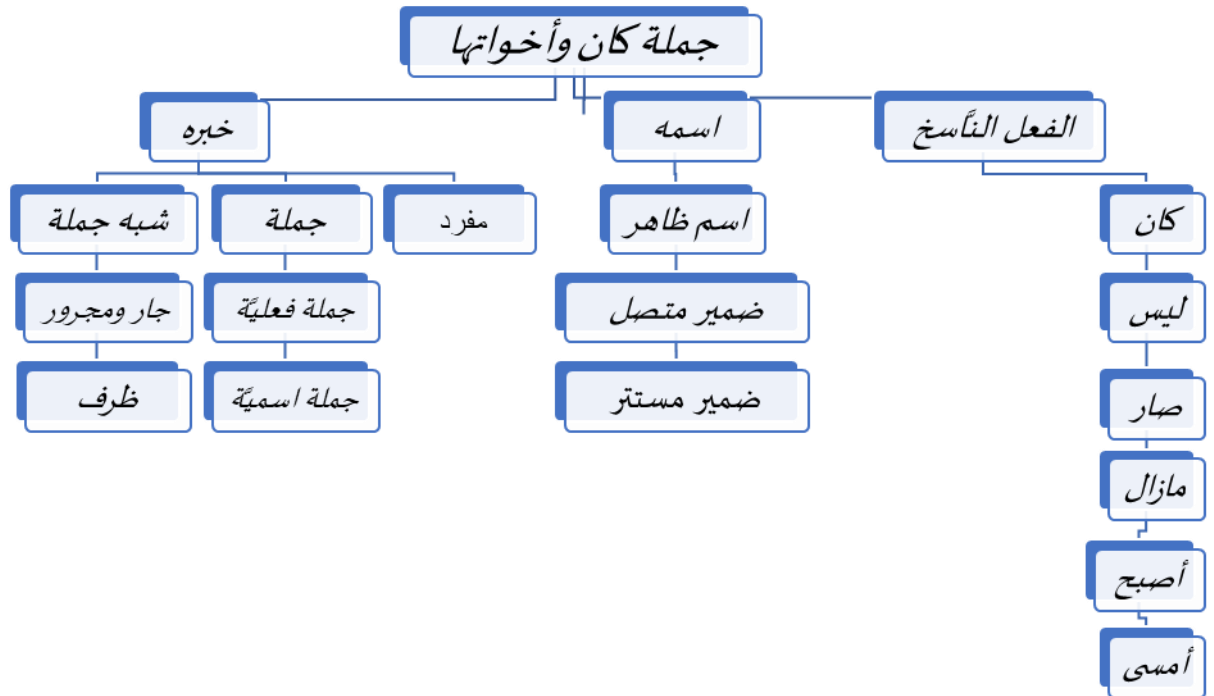 جملة كان وأخواتها
الفعل النَّاسخ
اسمه
خبره
كان
ليس
صار
مازال
أصبح
أمسى
اسم ظاهر
ضمير متصل
ضمير مستتر
مفرد
جملة
جملة فعليَّة
جملة اسميَّة
شبه جملة
جار ومجرور
ظرف